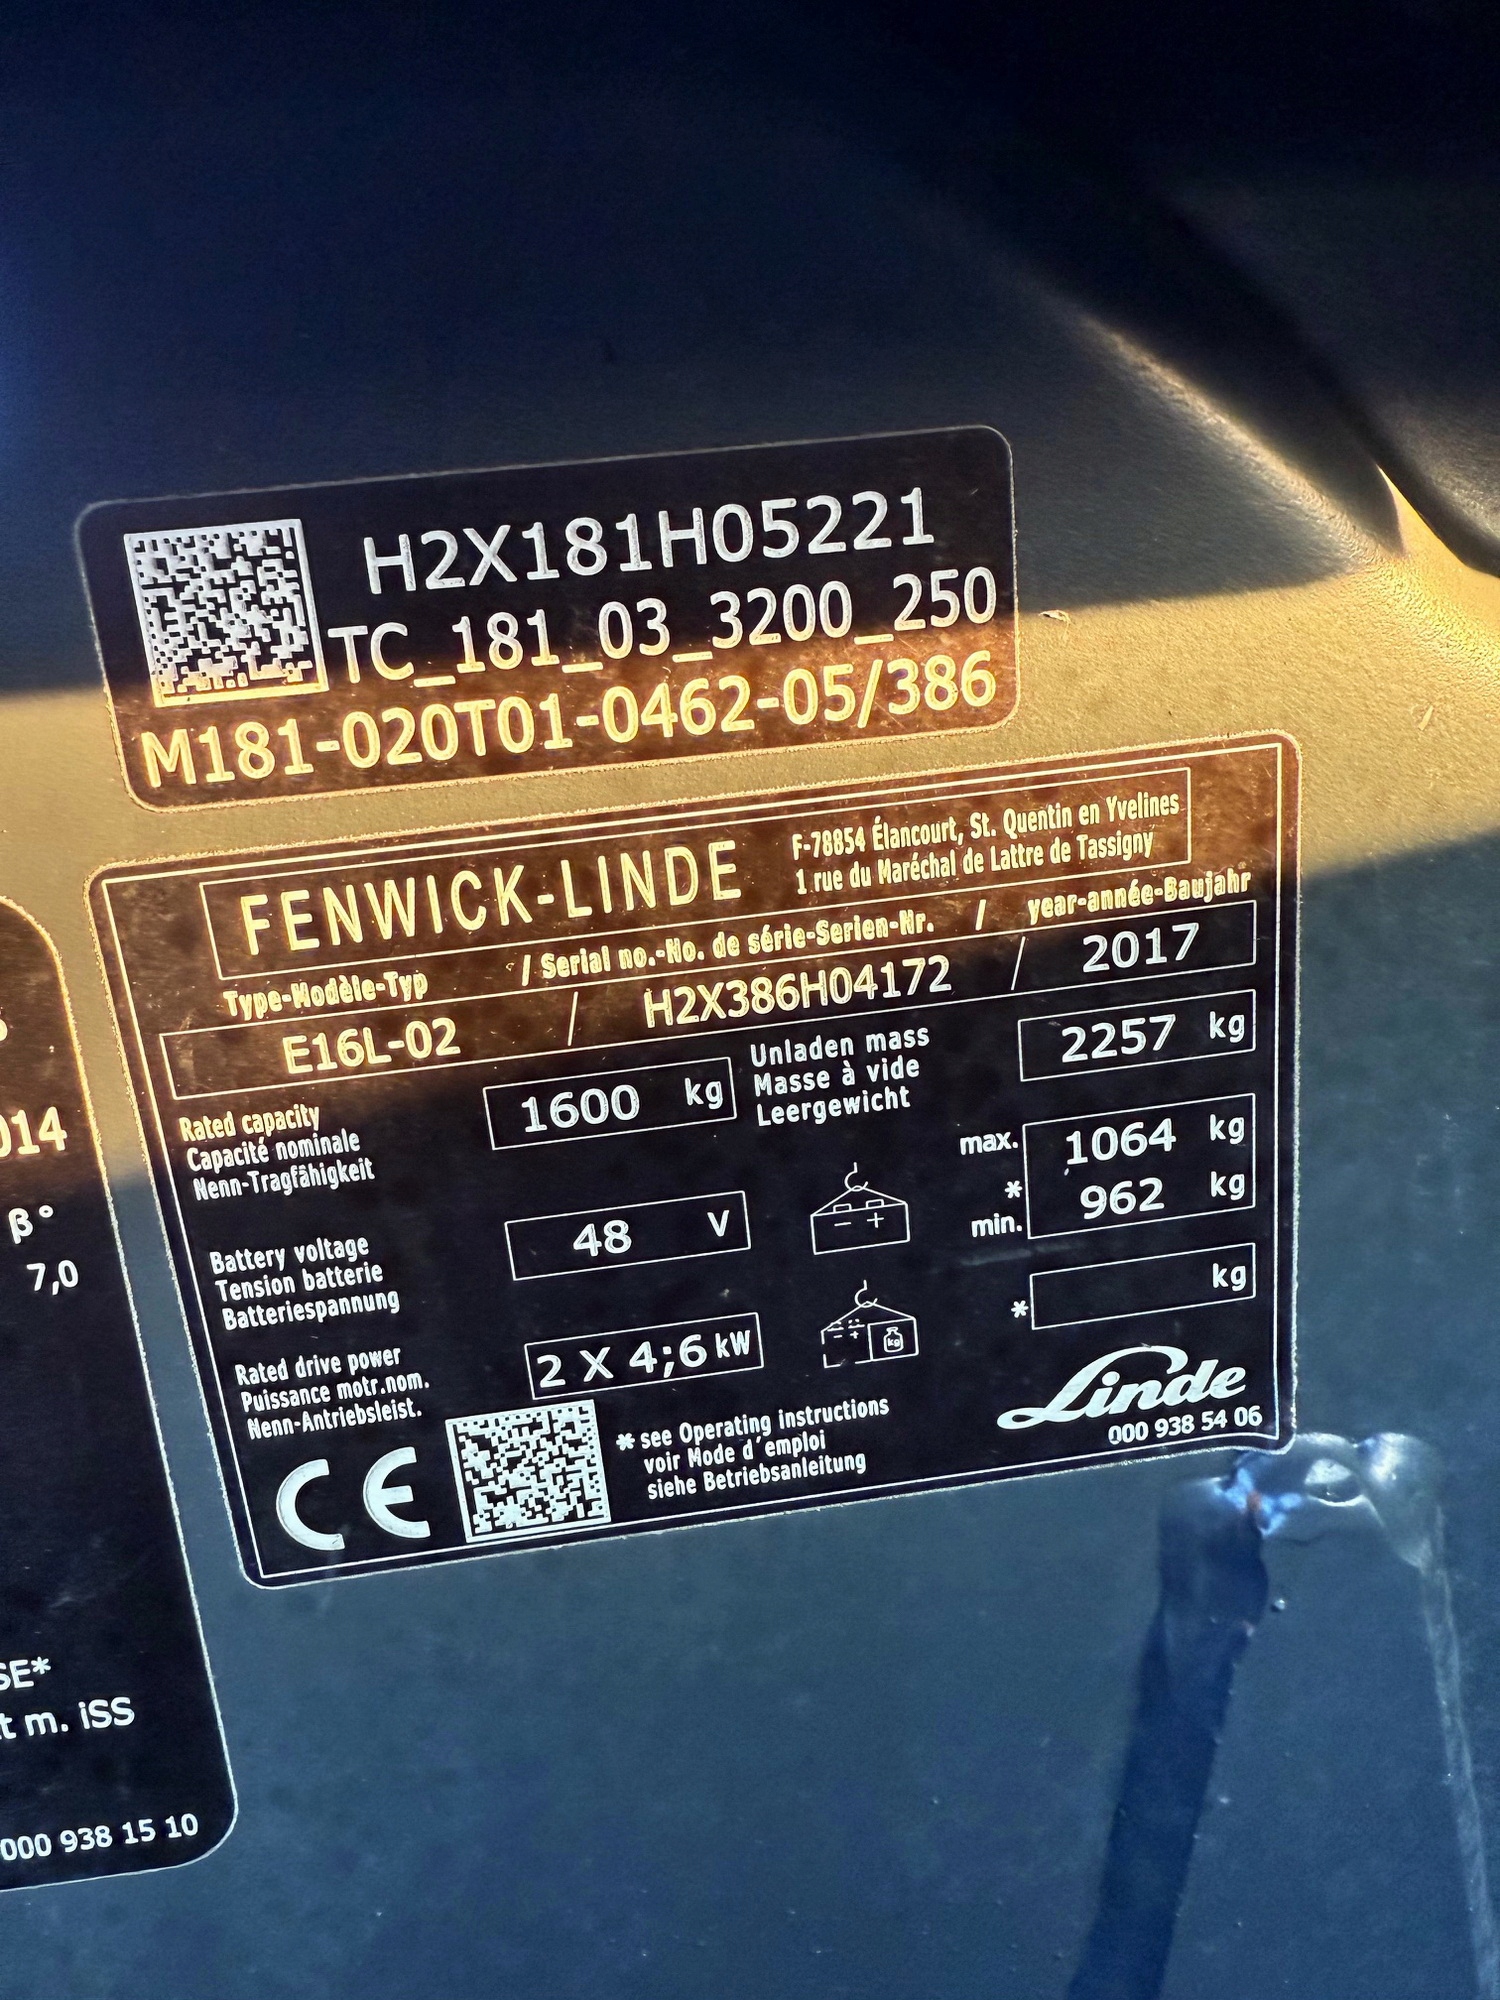 H2X181H05221
TC_181_03_3200_250
M181-020T01-0462-05/386
FENWICK-LINDE
F-78854 Élancourt, St. Quentin en Yvelines
1 rue du Maréchal de Lattre de Tassigny
Type-Modèle-Typ / Serial no.-No. de série-Serien-Nr. / year-année-Baujahr
E16L-02 / H2X386H04172 / 2017
Rated capacity
Capacité nominale
Nenn-Tragfähigkeit
1600 kg
Unladen mass
Masse à vide
Leergewicht
2257 kg
Battery voltage
Tension batterie
Batteriespannung
48 V
- +
max. 1064 kg
*
min. 962 kg
Rated drive power
Puissance motr.nom.
Nenn-Antriebsleist.
2 X 4;6 kW
- +
kg
* kg
CE
* see Operating instructions
voir Mode d'emploi
siehe Betriebsanleitung
Linde
000 938 54 06
014
β°
7,0
SE*
t m. iSS
000 938 15 10